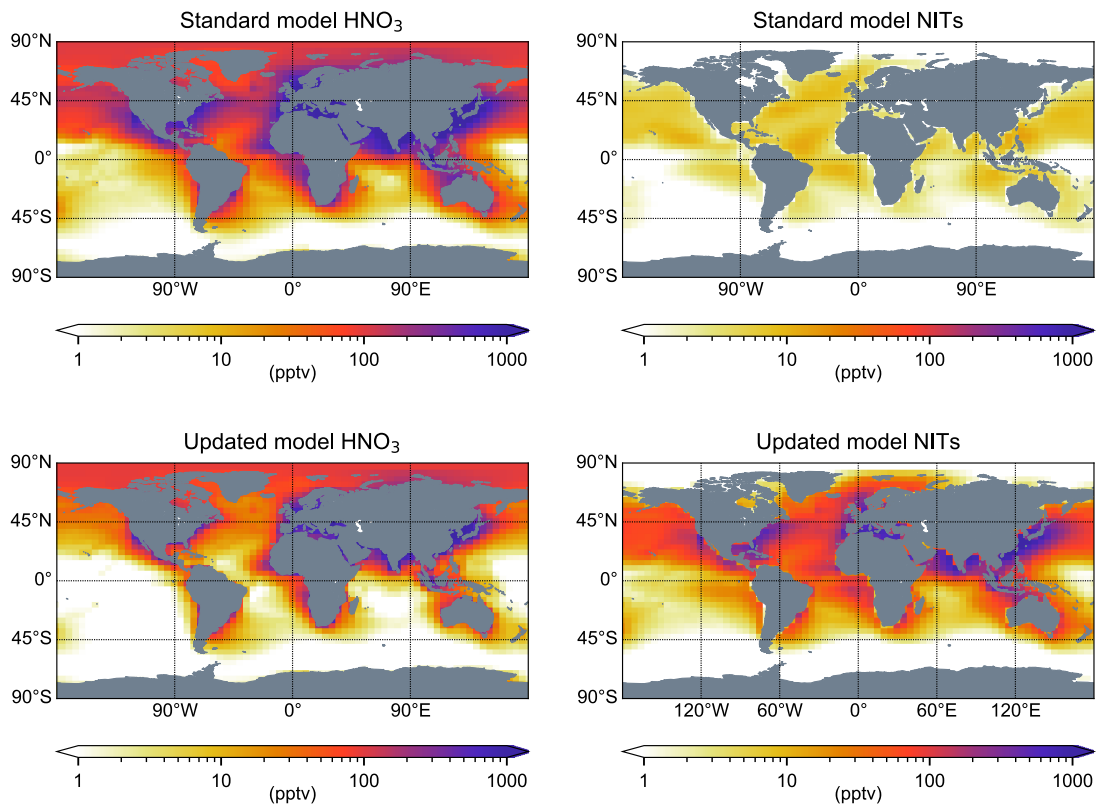 Standard model HNO₃
Standard model NITs
90°N
45°N
0°
45°S
90°S
90°W
0°
90°E
90°N
45°N
0°
45°S
90°S
90°W
0°
90°E
1
10
100
1000
(pptv)
1
10
100
1000
(pptv)
Updated model HNO₃
Updated model NITs
90°N
45°N
0°
45°S
90°S
90°W
0°
90°E
90°N
45°N
0°
45°S
90°S
120°W
60°W
0°
60°E
120°E
1
10
100
1000
(pptv)
1
10
100
1000
(pptv)